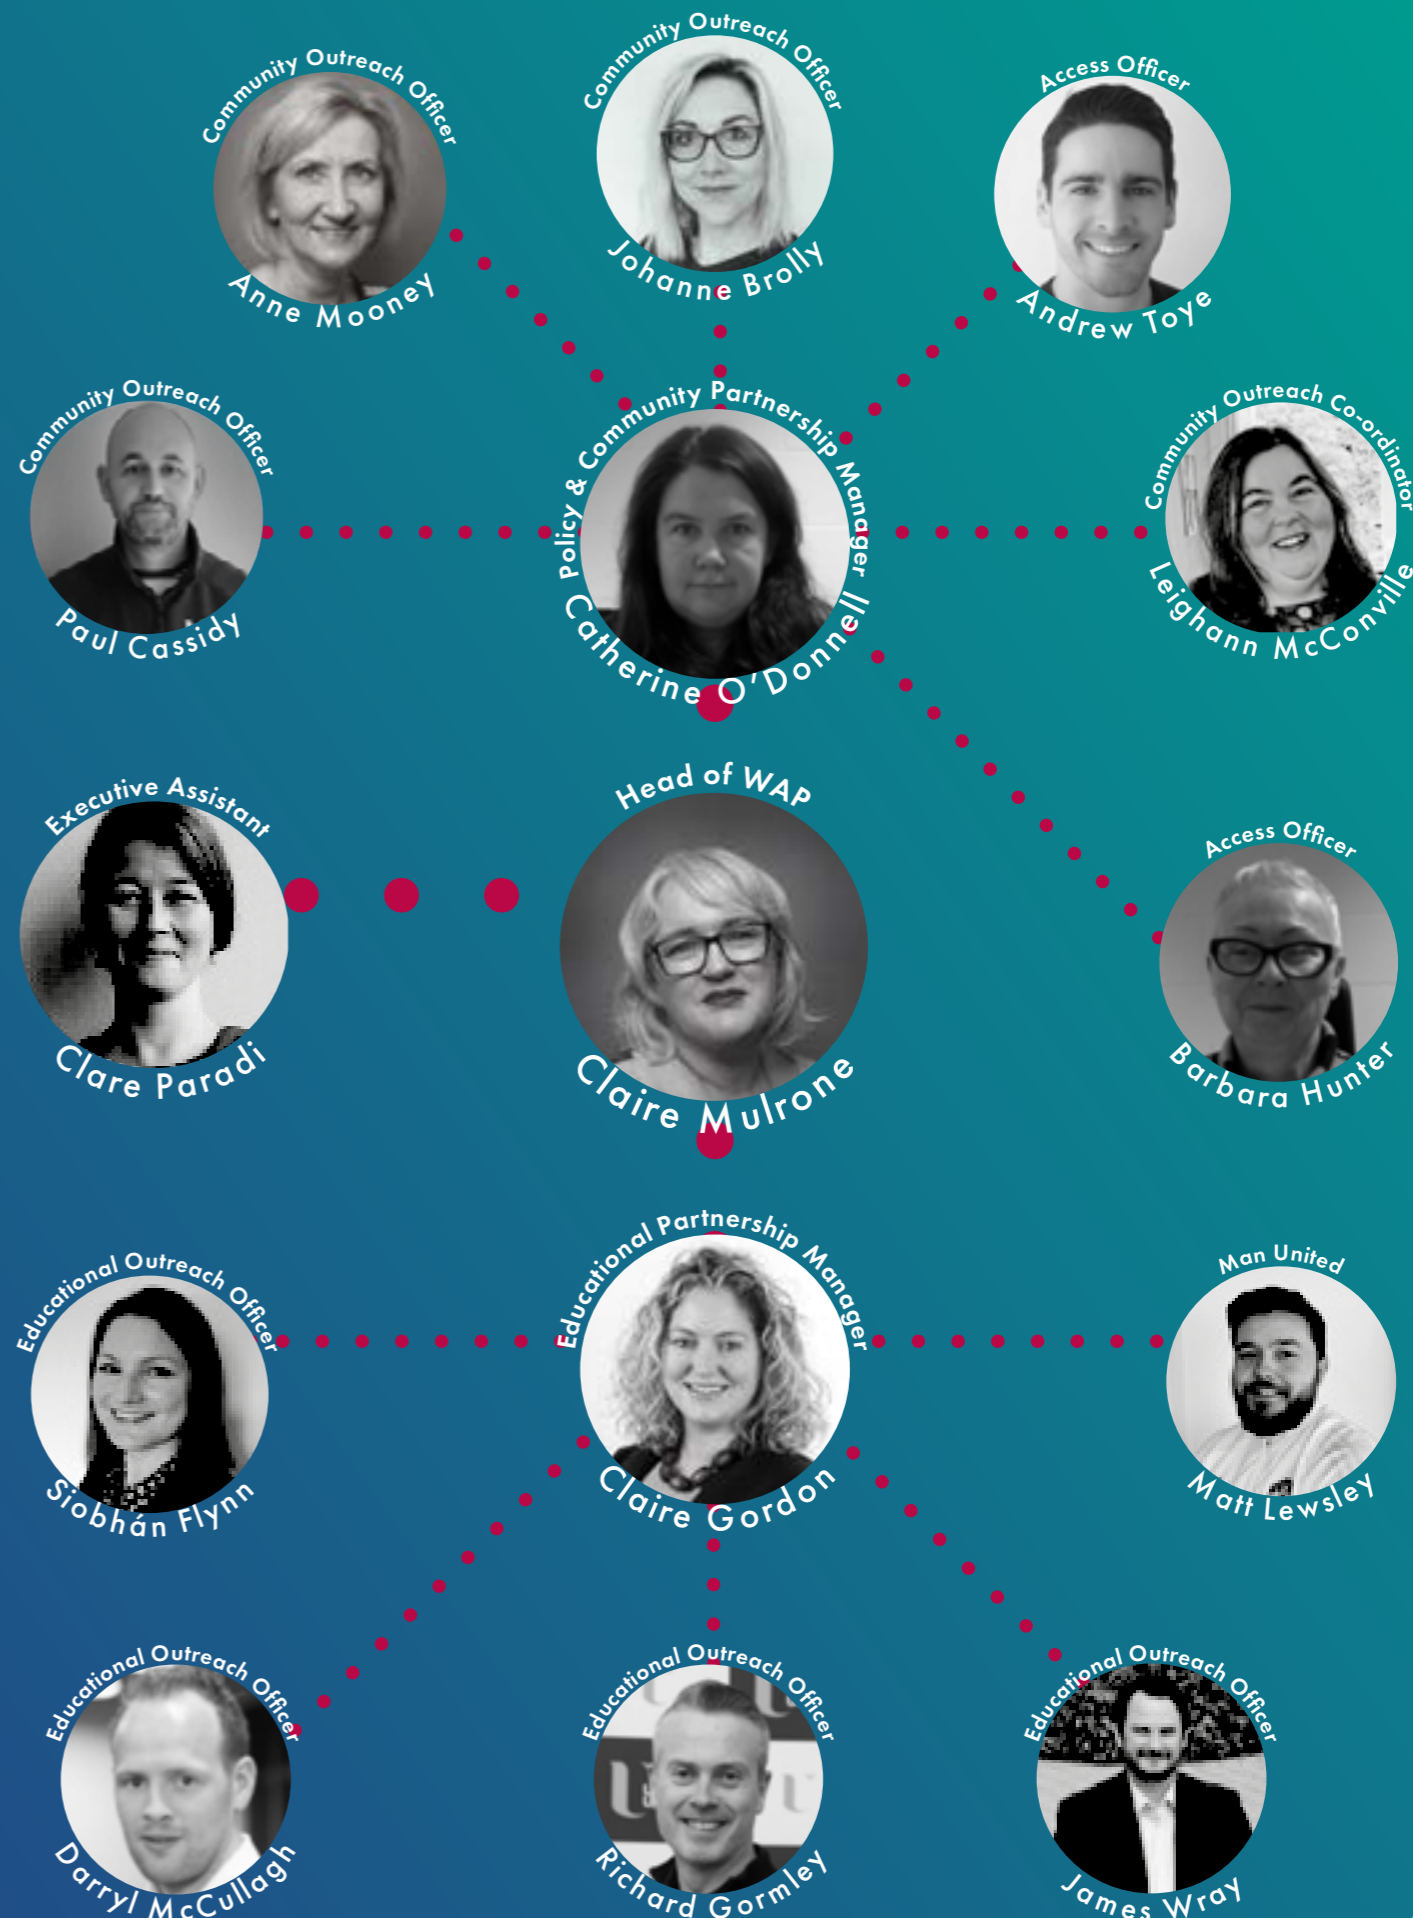 Community Outreach Officer
Anne Mooney
Community Outreach Officer
Johanne Brolly
Access Officer
Andrew Toye
Community Outreach Officer
Paul Cassidy
Policy & Community Partnership Manager
Catherine O'Donnell
Community Outreach Co-ordinator
Leighann McConville
Executive Assistant
Clare Paradi
Head of WAP
Claire Mulrone
Access Officer
Barbara Hunter
Educational Outreach Officer
Siobhán Flynn
Educational Partnership Manager
Claire Gordon
Man United
Matt Lewsley
Educational Outreach Officer
Darryl McCullagh
Educational Outreach Officer
Richard Gormley
Educational Outreach Officer
James Wray